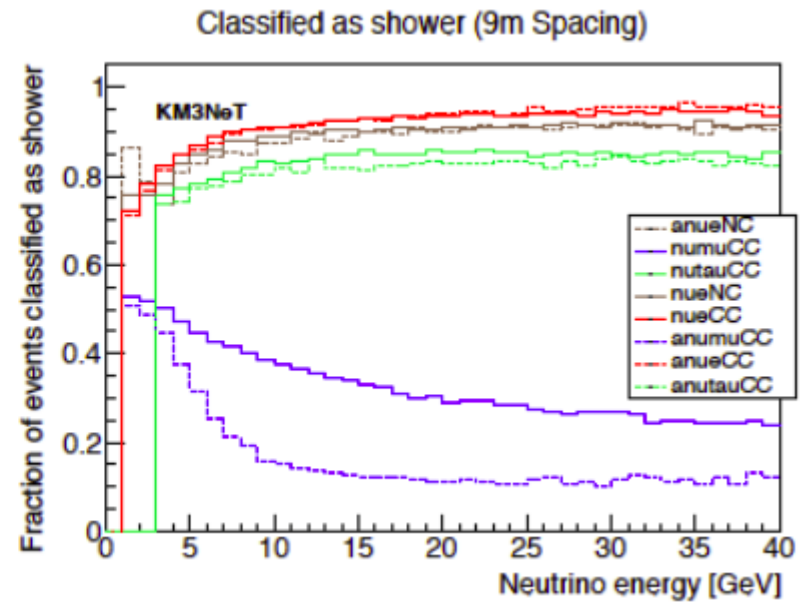 Classified as shower (9m Spacing)
Fraction of events classified as shower
1
0.8
0.6
0.4
0.2
0
KM3NeT
anueNC
numuCC
nutauCC
nueNC
nueCC
anumuCC
anueCC
anutauCC
0 5 10 15 20 25 30 35 40
Neutrino energy [GeV]